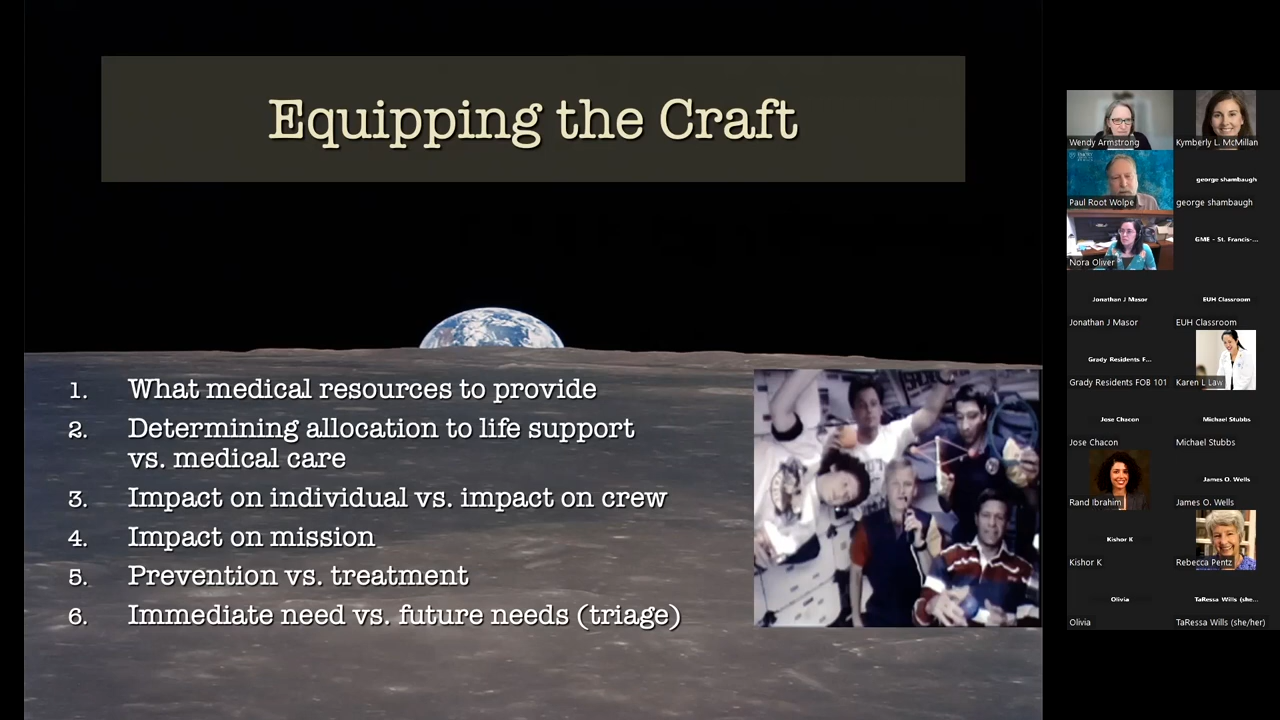 Equipping the Craft
1. What medical resources to provide
2. Determining allocation to life support
vs. medical care
3. Impact on individual vs. impact on crew
4. Impact on mission
5. Prevention vs. treatment
6. Immediate need vs. future needs (triage)
Wendy Armstrong
Kymberly L. McMillan
Paul Root Wolpe
george shambaugh
george shambaugh
Nora Oliver
GME - St. Francis-...
Jonathan J Masor
Jonathan J Masor
EUH Classroom
EUH Classroom
Grady Residents F...
Grady Residents FOB 101
Karen L Law
Jose Chacon
Jose Chacon
Michael Stubbs
Michael Stubbs
Rand Ibrahim
James O. Wells
James O. Wells
Kishor K
Kishor K
Rebecca Pentz
Olivia
Olivia
TaRessa Wills (she...
TaRessa Wills (she/her)